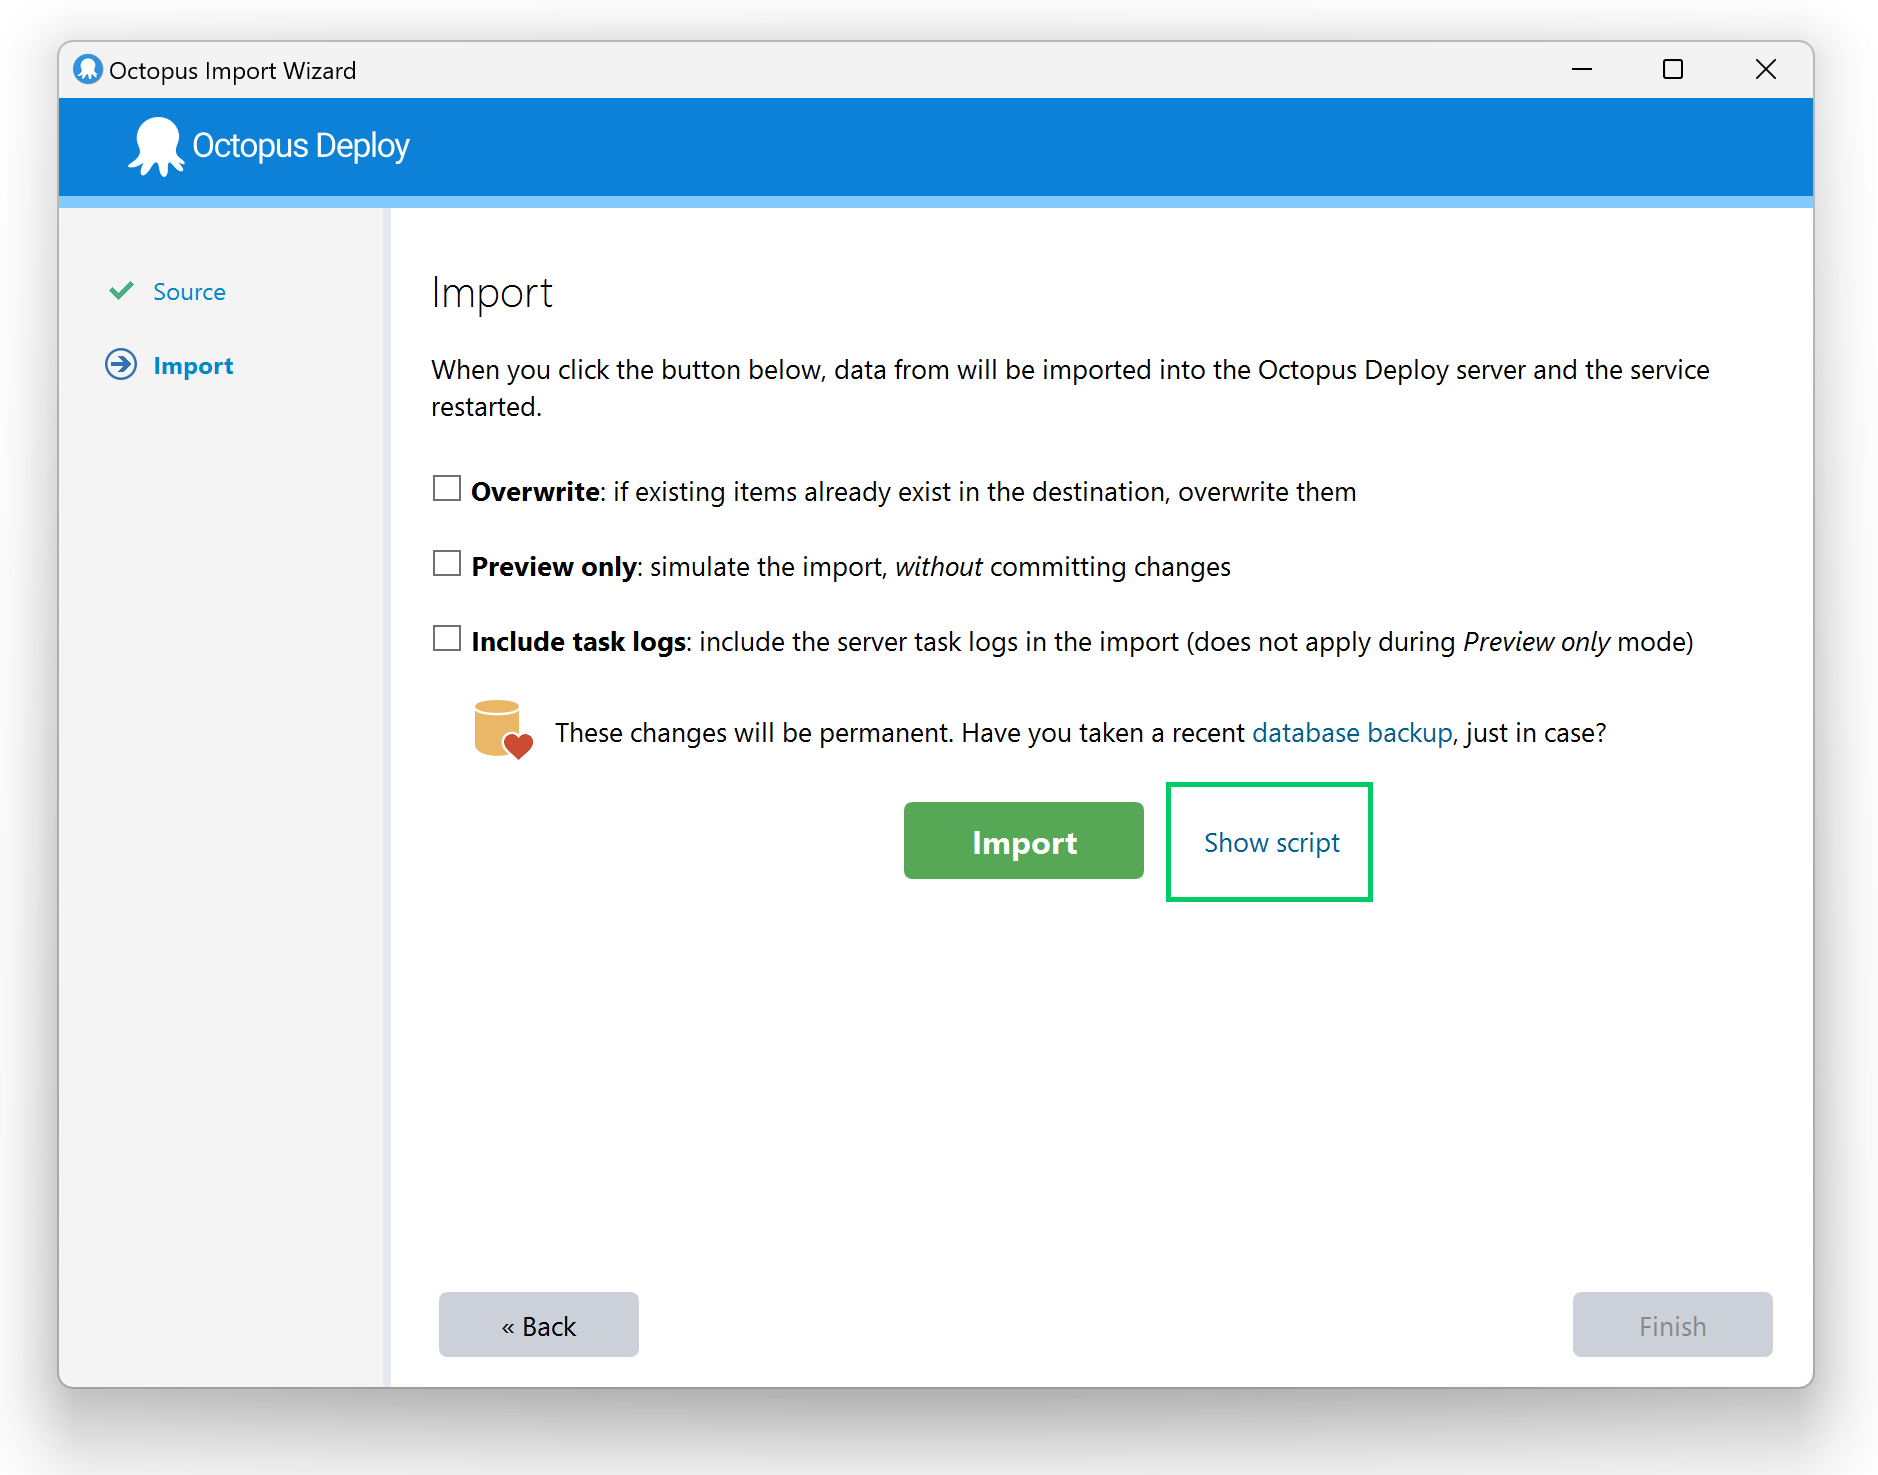 Octopus Import Wizard
Octopus Deploy
Source
Import
Import
When you click the button below, data from will be imported into the Octopus Deploy server and the service
restarted.
Overwrite: if existing items already exist in the destination, overwrite them
Preview only: simulate the import, without committing changes
Include task logs: include the server task logs in the import (does not apply during Preview only mode)
These changes will be permanent. Have you taken a recent database backup, just in case?
Import
Show script
« Back
Finish